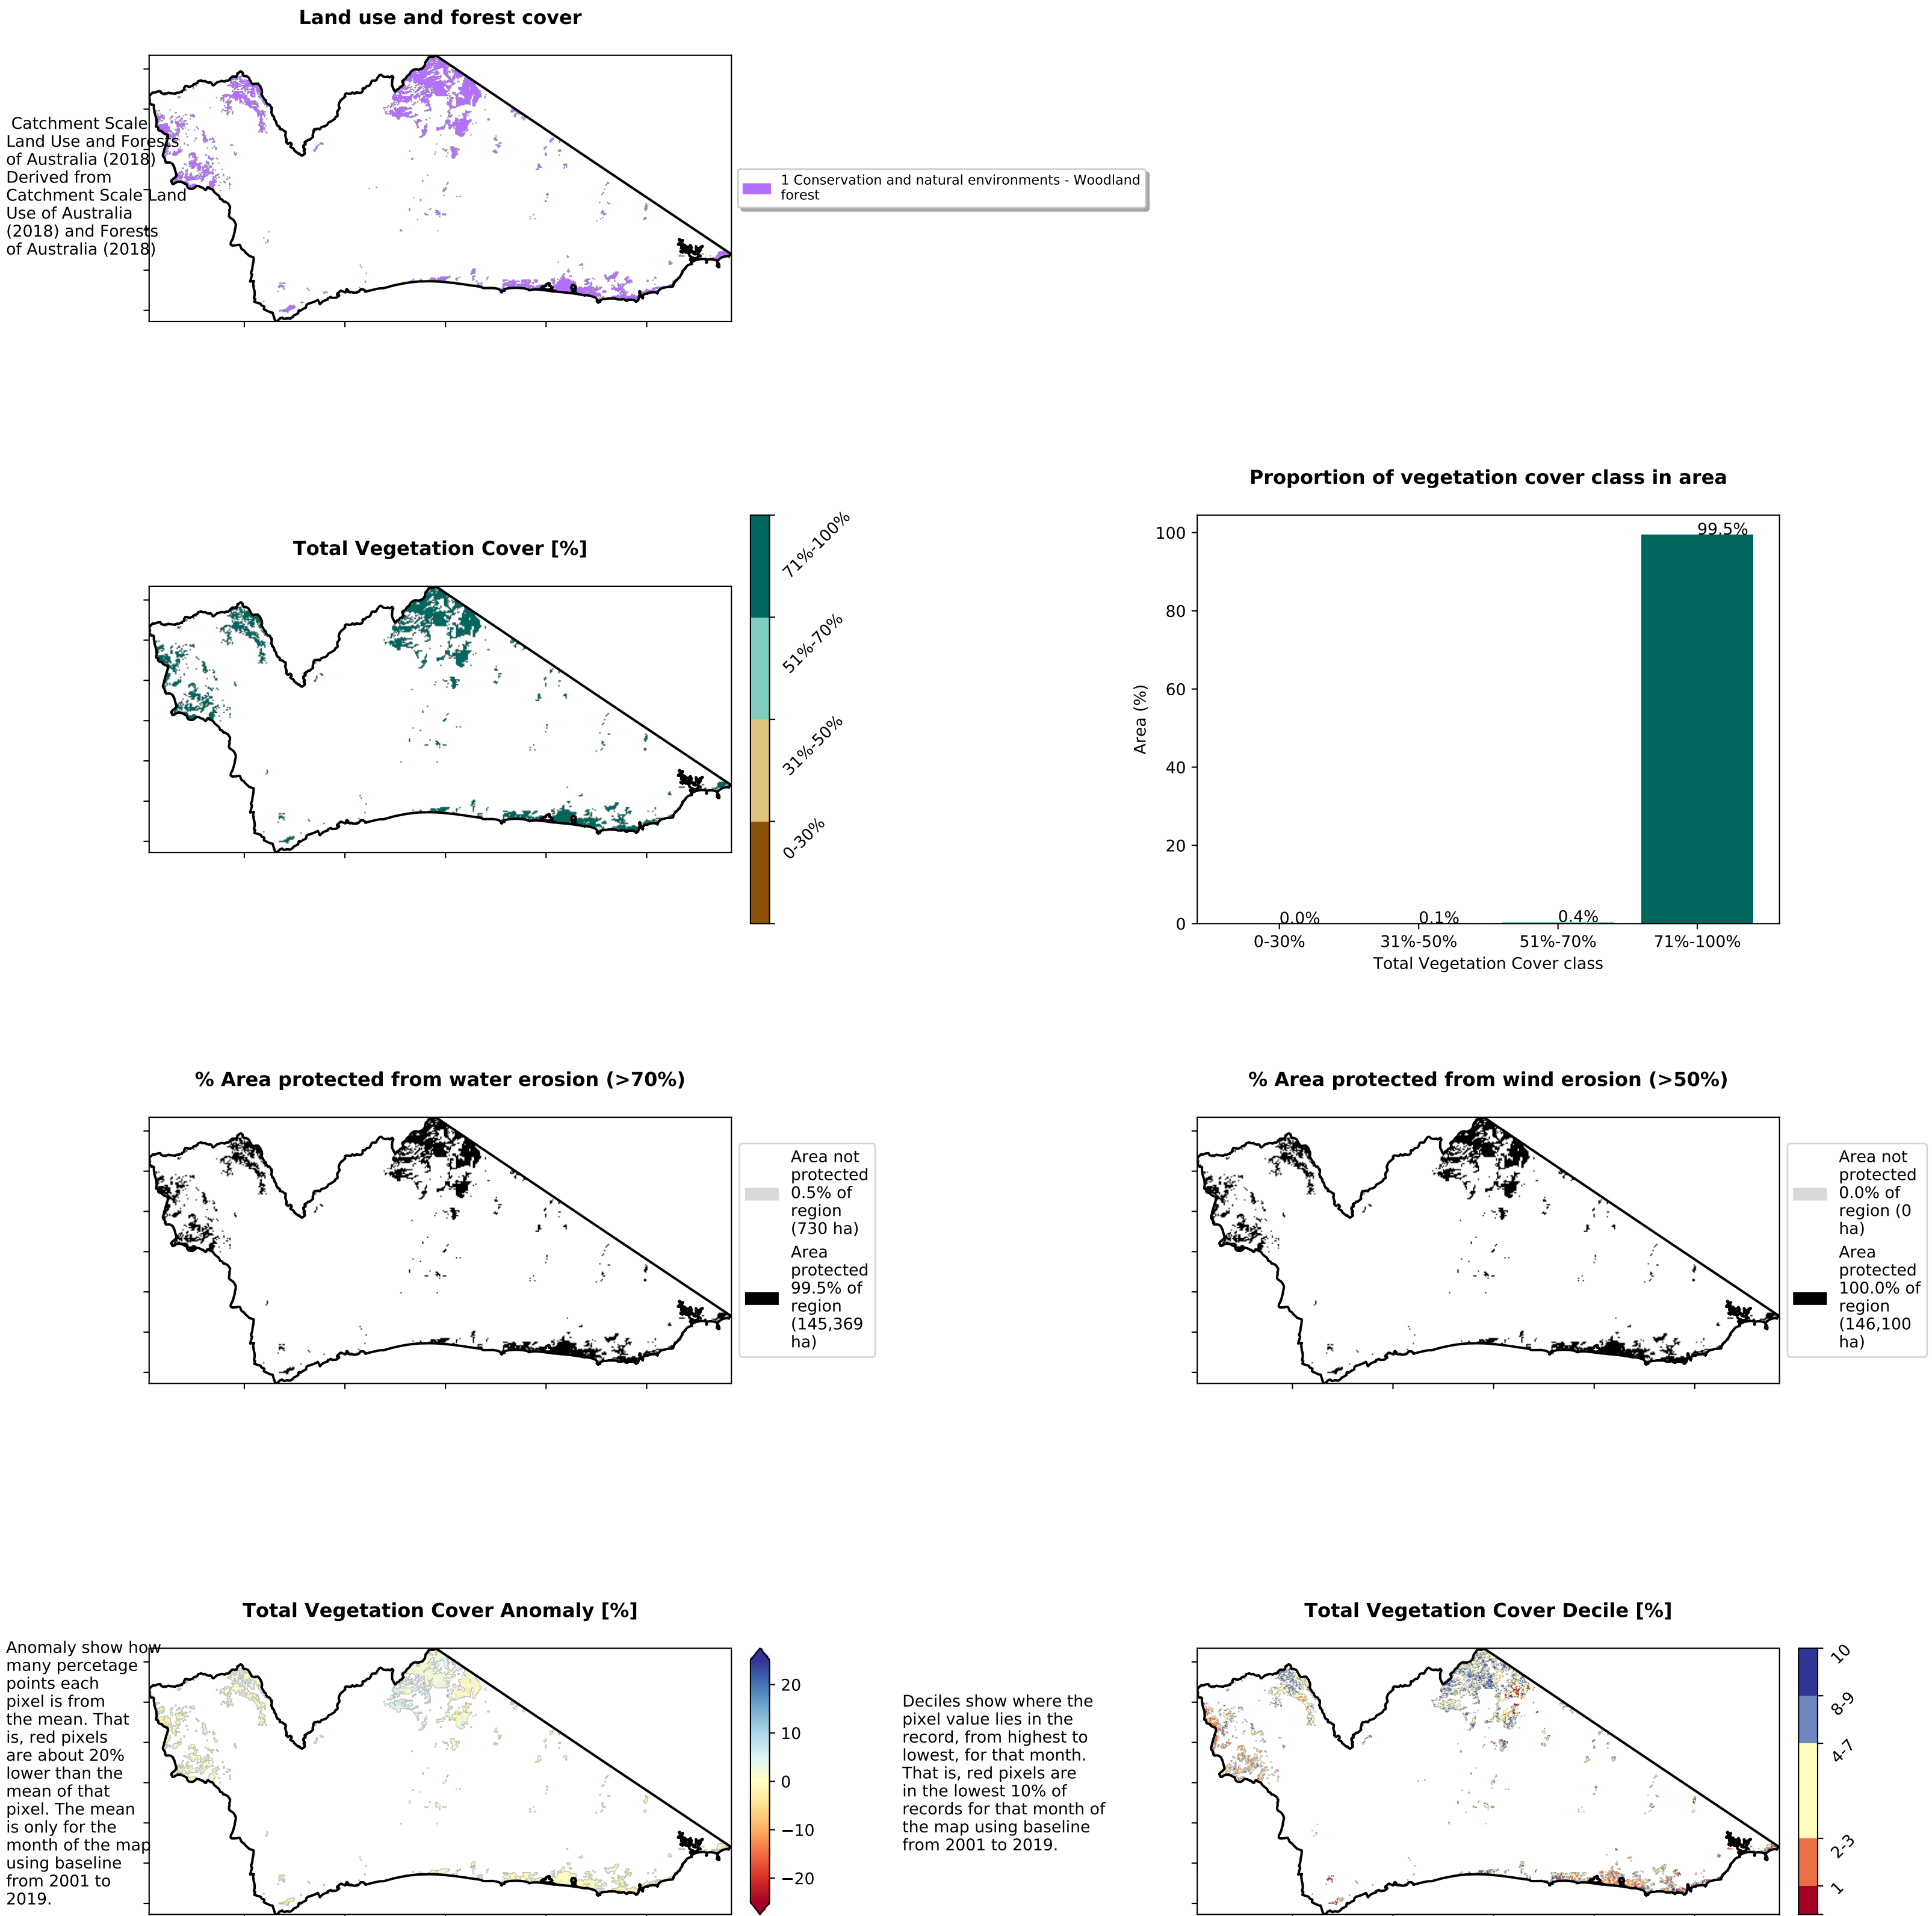 Land use and forest cover
Catchment Scale
Land Use and Forests
of Australia (2018)
Derived from
Catchment Scale Land
Use of Australia
(2018) and Forests
of Australia (2018)
1 Conservation and natural environments - Woodland
forest
Total Vegetation Cover [%]
71%-100%
51%-70%
31%-50%
0-30%
Proportion of vegetation cover class in area
100
80
60
40
20
0
Area (%)
0.0%
0.1%
0.4%
99.5%
0-30%
31%-50%
51%-70%
71%-100%
Total Vegetation Cover class
% Area protected from water erosion (>70%)
Area not
protected
0.5% of
region
(730 ha)
Area
protected
99.5% of
region
(145,369
ha)
% Area protected from wind erosion (>50%)
Area not
protected
0.0% of
region (0
ha)
Area
protected
100.0% of
region
(146,100
ha)
Total Vegetation Cover Anomaly [%]
Anomaly show how
many percetage
points each
pixel is from
the mean. That
is, red pixels
are about 20%
lower than the
mean of that
pixel. The mean
is only for the
month of the map
using baseline
from 2001 to
2019.
20
10
0
−10
−20
Total Vegetation Cover Decile [%]
Deciles show where the
pixel value lies in the
record, from highest to
lowest, for that month.
That is, red pixels are
in the lowest 10% of
records for that month of
the map using baseline
from 2001 to 2019.
10
8-9
4-7
2-3
1